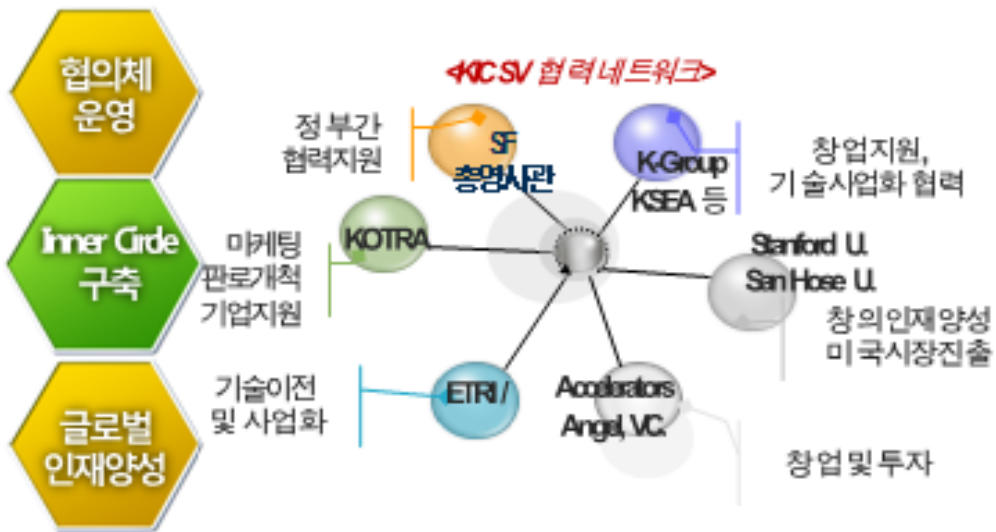 협의체
운영
Inner Circle
구축
글로벌
인재양성
<KIC SV 협력 네트워크>
정부간
협력지원
SF
총영사관
K-Group
KSEA 등
창업지원,
기술사업화 협력
마케팅
판로개척
기업지원
KOTRA
Stanford U.
San Hose U.
창의인재양성
미국시장진출
기술이전
및 사업화
ETRI /
Accelerators
Angel, VC.
창업 및 투자